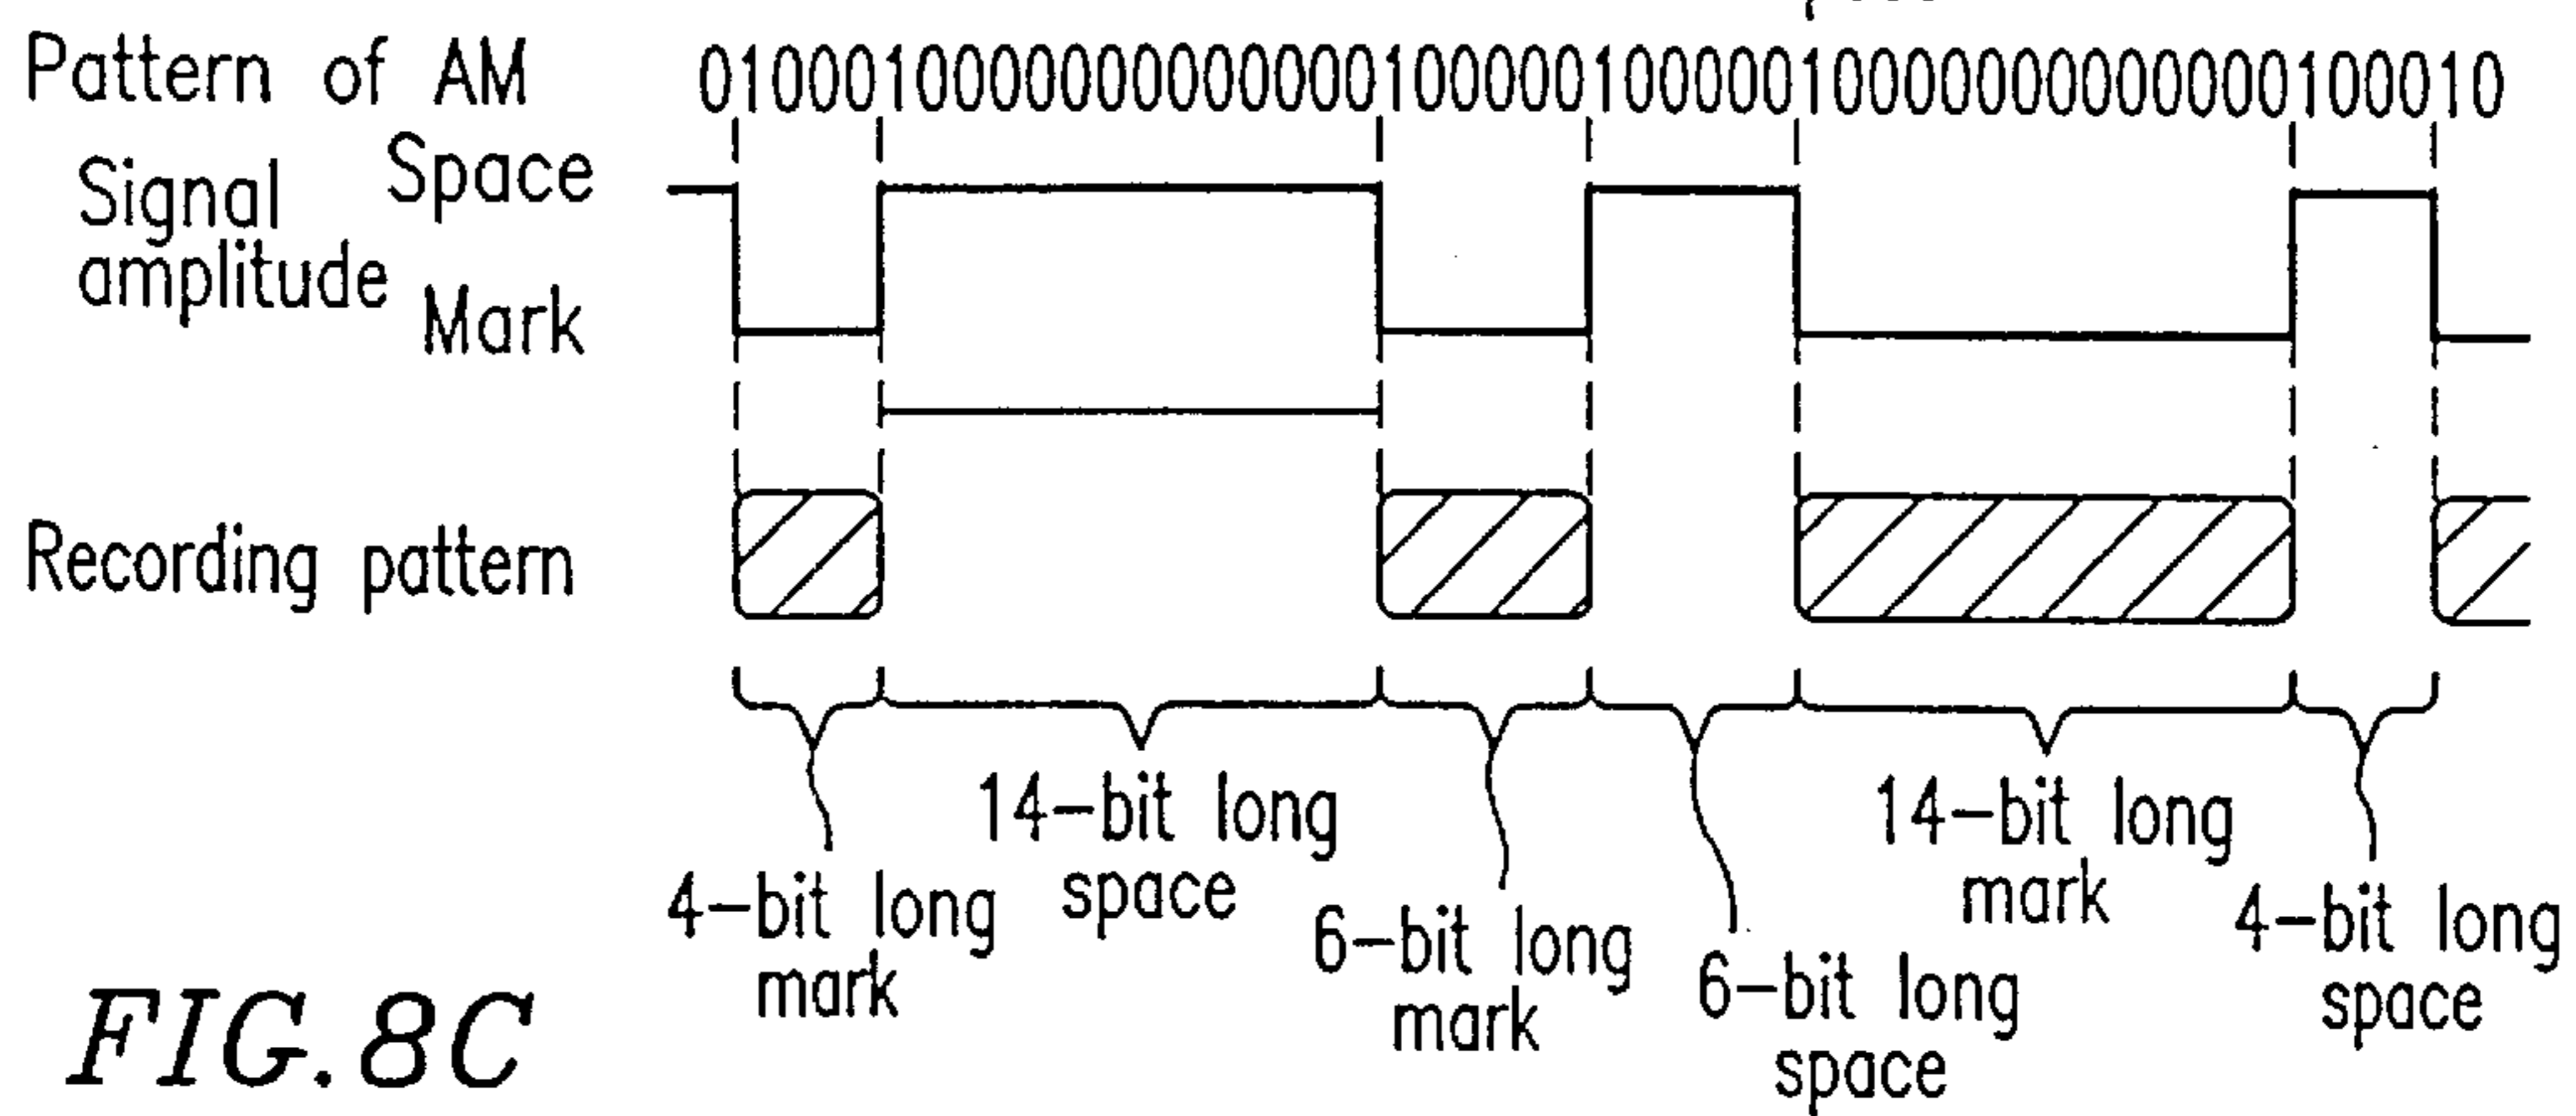 Pattern of AM 010001000000000000010000010000010000000000000100010
Space
Signal
amplitude
Mark
Recording pattern
14-bit long
space
14-bit long
mark
4-bit long
mark
6-bit long
mark
6-bit long
space
4-bit long
space
FIG.8C